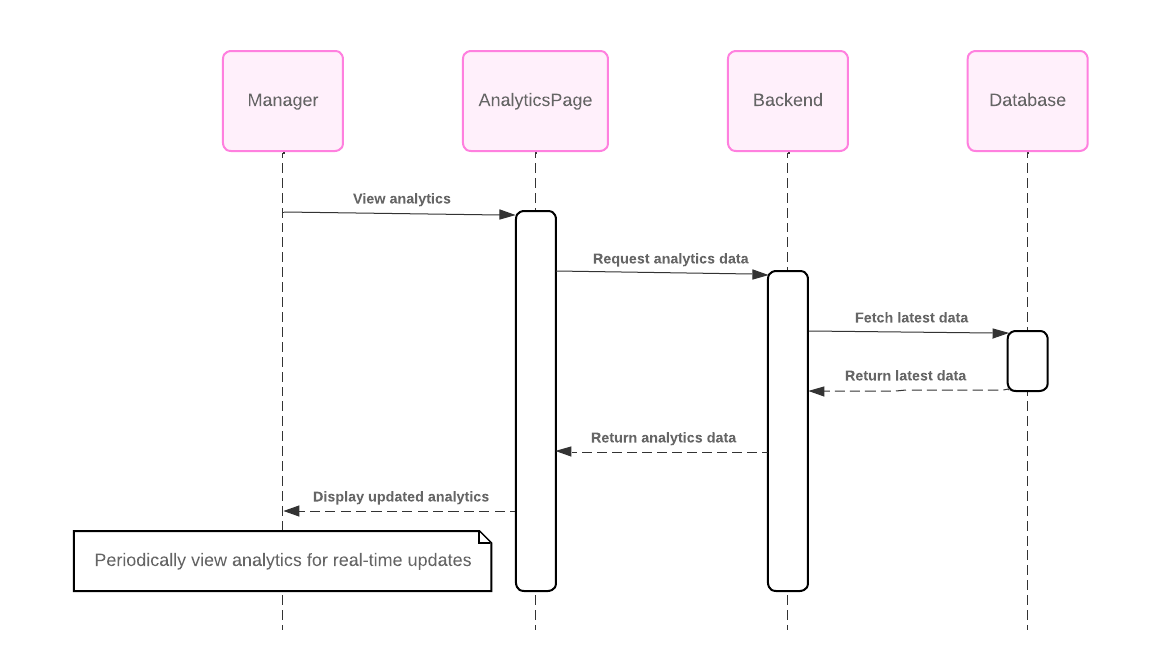 Manager
AnalyticsPage
Backend
Database
View analytics
Request analytics data
Fetch latest data
Return latest data
Return analytics data
Display updated analytics
Periodically view analytics for real-time updates